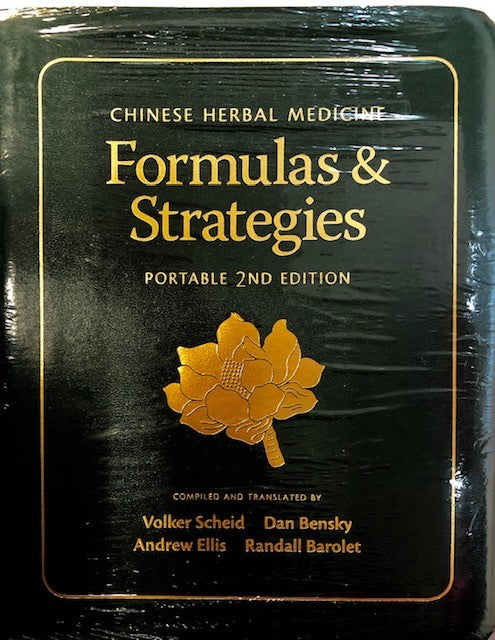 CHINESE HERBAL MEDICINE
Formulas &
Strategies
PORTABLE 2ND EDITION
COMPILED AND TRANSLATED BY
Volker Scheid Dan Bensky
Andrew Ellis Randall Barolet